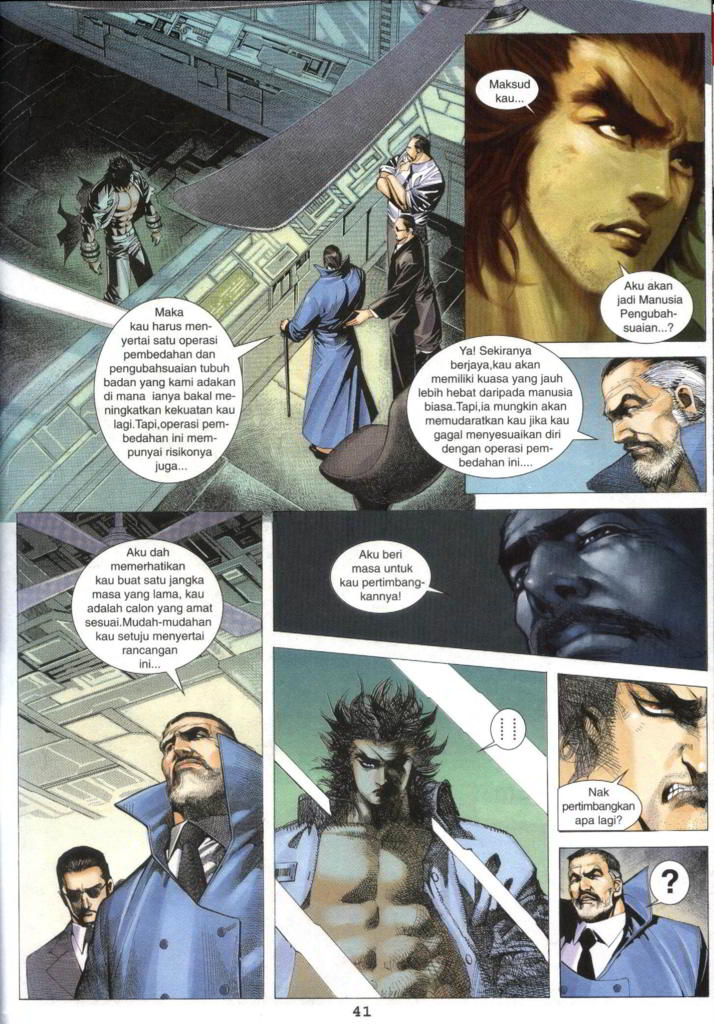 Maka
kau harus men-
yertai satu operasi
pembedahan dan
pengubahsuaian tubuh
badan yang kami adakan
di mana  ianya bakal me-
ningkatkan kekuatan kau
lagi.Tapi,operasi pem-
bedahan ini mem-
punyai risikonya
juga...
Maksud
kau...
Aku akan
jadi Manusia
Pengubah-
suaian...?
Ya! Sekiranya
berjaya,kau akan
memiliki kuasa yang jauh
lebih hebat daripada manusia
biasa.Tapi,ia mungkin akan
memudaratkan kau jika kau
gagal menyesuaikan diri
dengan operasi pem-
bedahan ini....
Aku dah
memerhatikan
kau buat satu jangka
masa yang lama, kau
adalah calon yang amat
sesuai.Mudah-mudahan
kau setuju menyertai
rancangan
ini...
Aku beri
masa untuk
kau pertimbang-
kannya!
Nak
pertimbangkan
apa lagi?
?
41